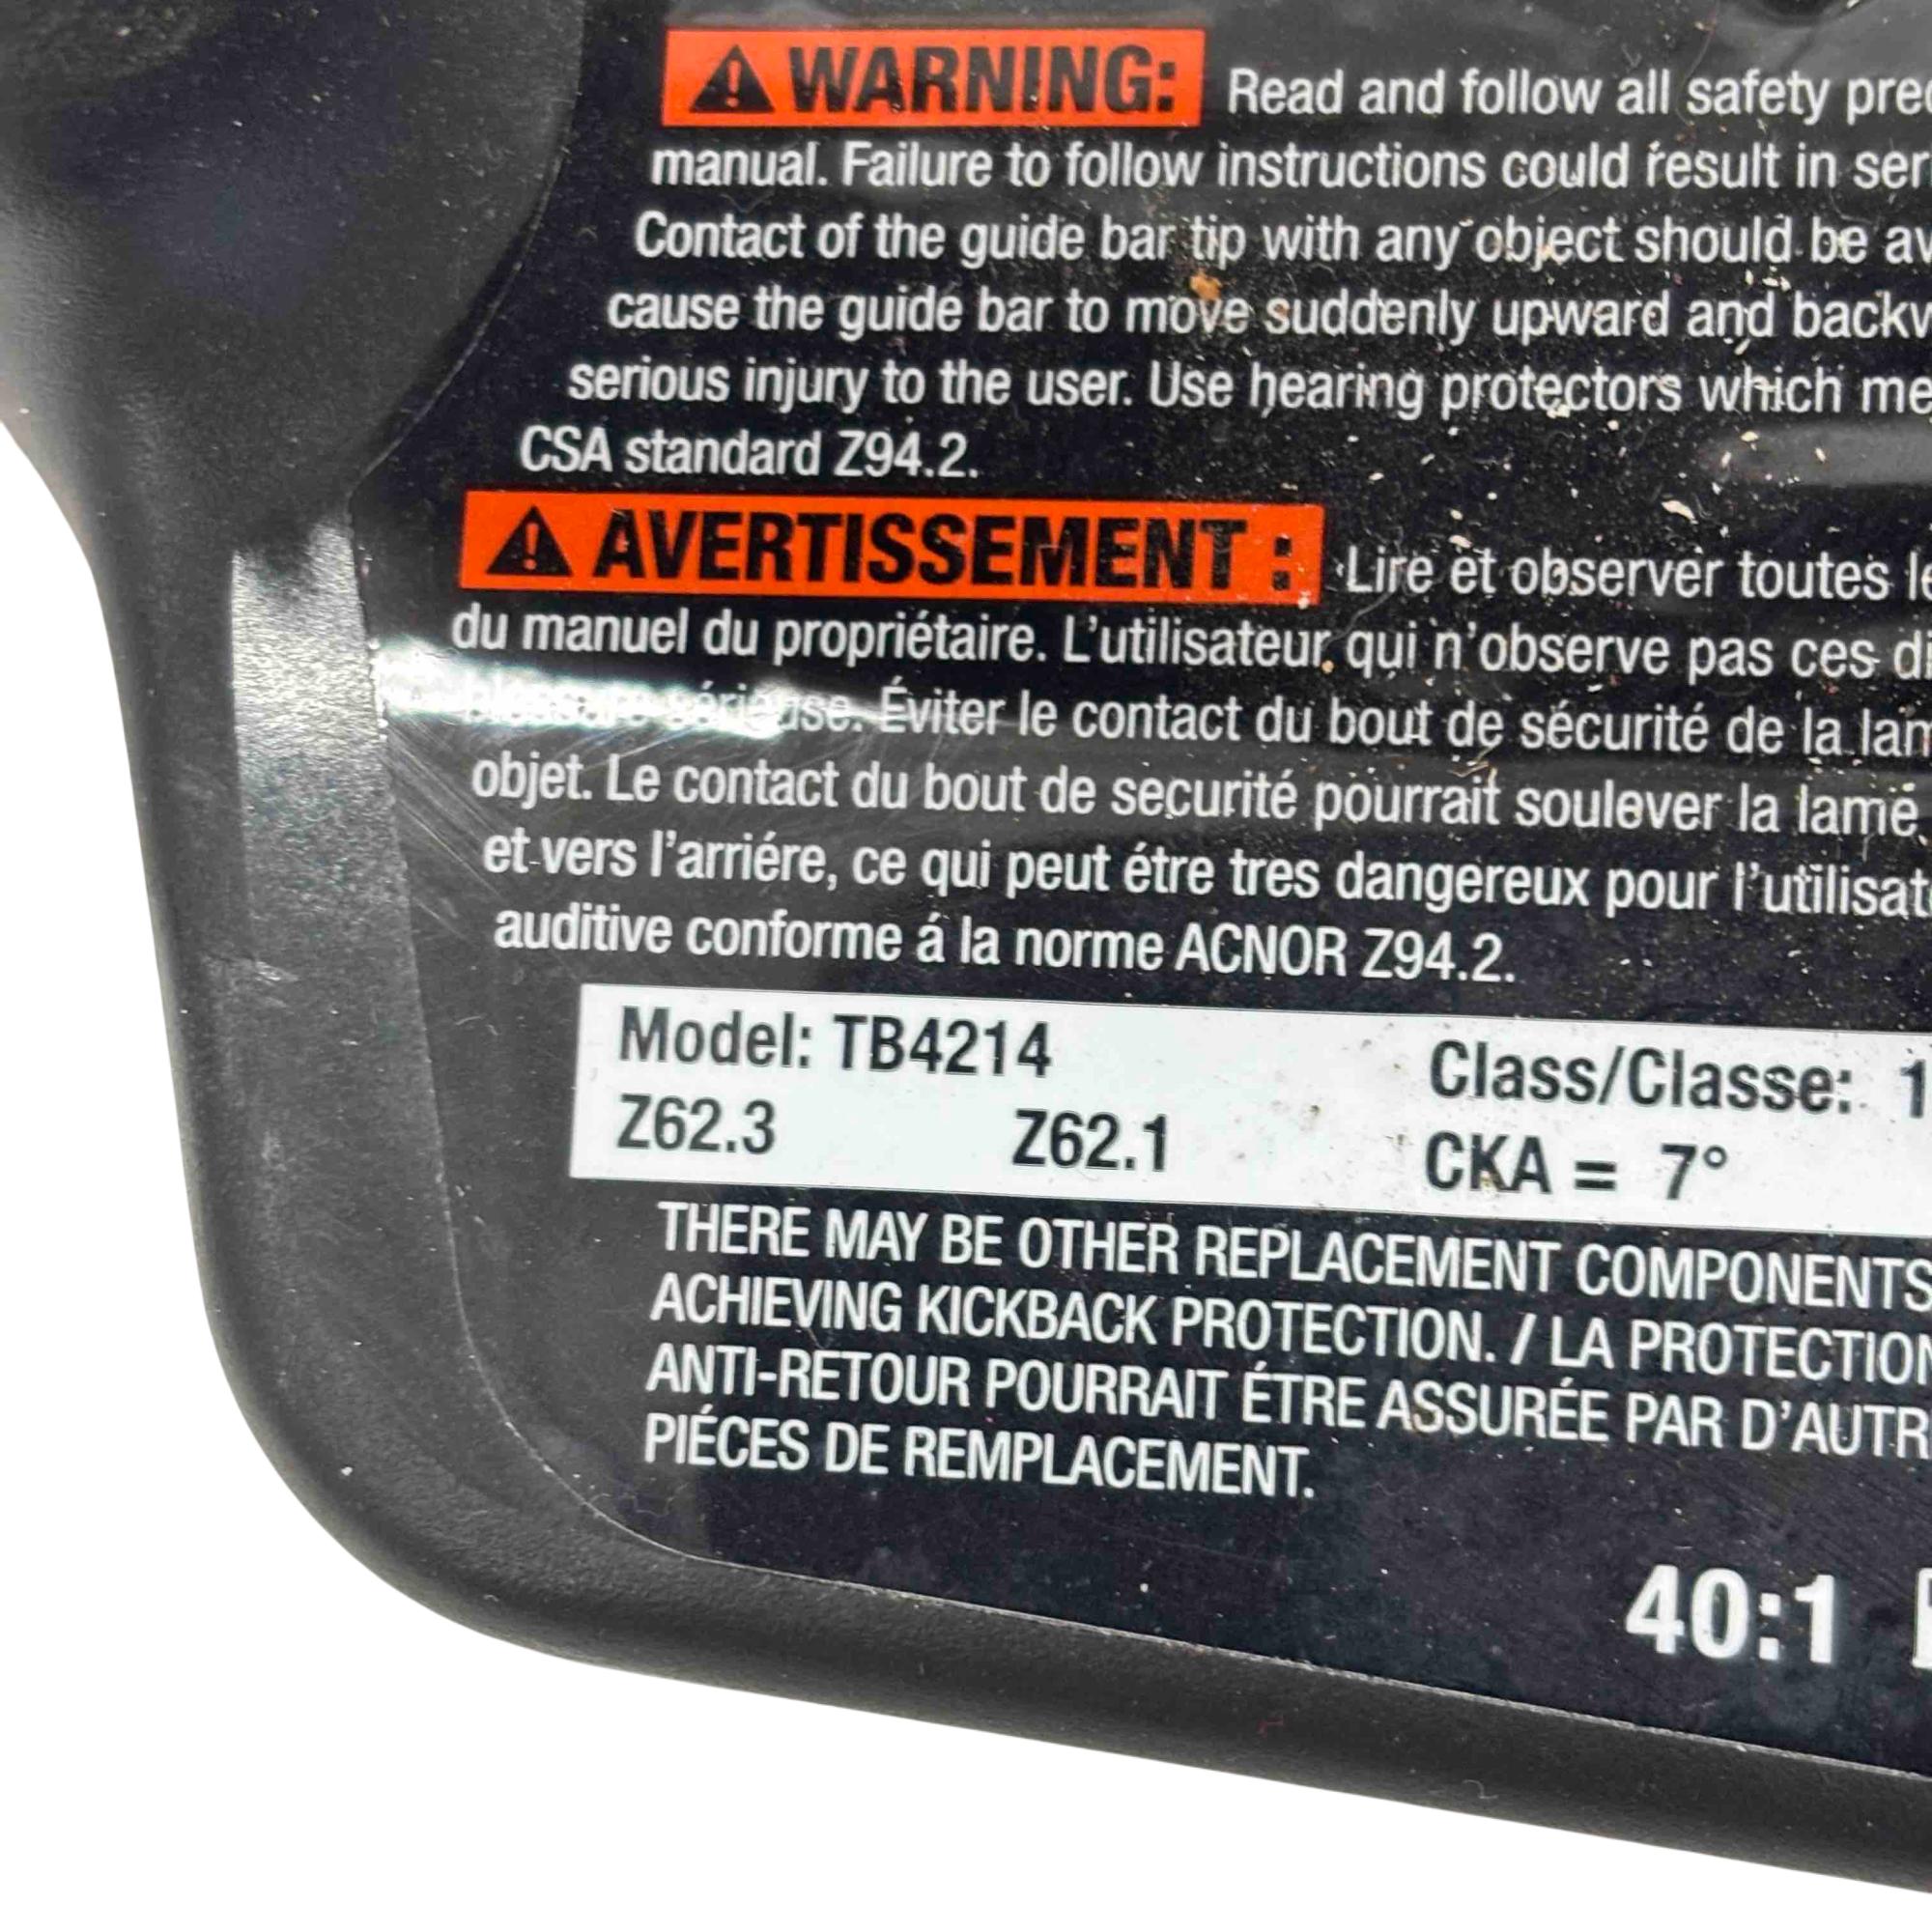 WARNING: Read and follow all safety pre
manual. Failure to follow instructions could result in ser
Contact of the guide bar tip with any object should be av
cause the guide bar to move suddenly upward and backw
serious injury to the user. Use hearing protectors which me
CSA standard Z94.2.
AVERTISSEMENT : Lire et observer toutes le
du manuel du propriétaire. L'utilisateur qui n'observe pas ces d
blessure sérieuse. Éviter le contact du bout de sécurité de la lam
objet. Le contact du bout de securité pourrait soulever la lame
et vers l'arriére, ce qui peut étre tres dangereux pour l'utilisat
auditive conforme á la norme ACNOR Z94.2.
Model: TB4214 Class/Classe: 1
Z62.3 Z62.1 CKA = 7°
THERE MAY BE OTHER REPLACEMENT COMPONENTS
ACHIEVING KICKBACK PROTECTION. / LA PROTECTION
ANTI-RETOUR POURRAIT ÉTRE ASSURÉE PAR D'AUTR
PIÉCES DE REMPLACEMENT.
40:1